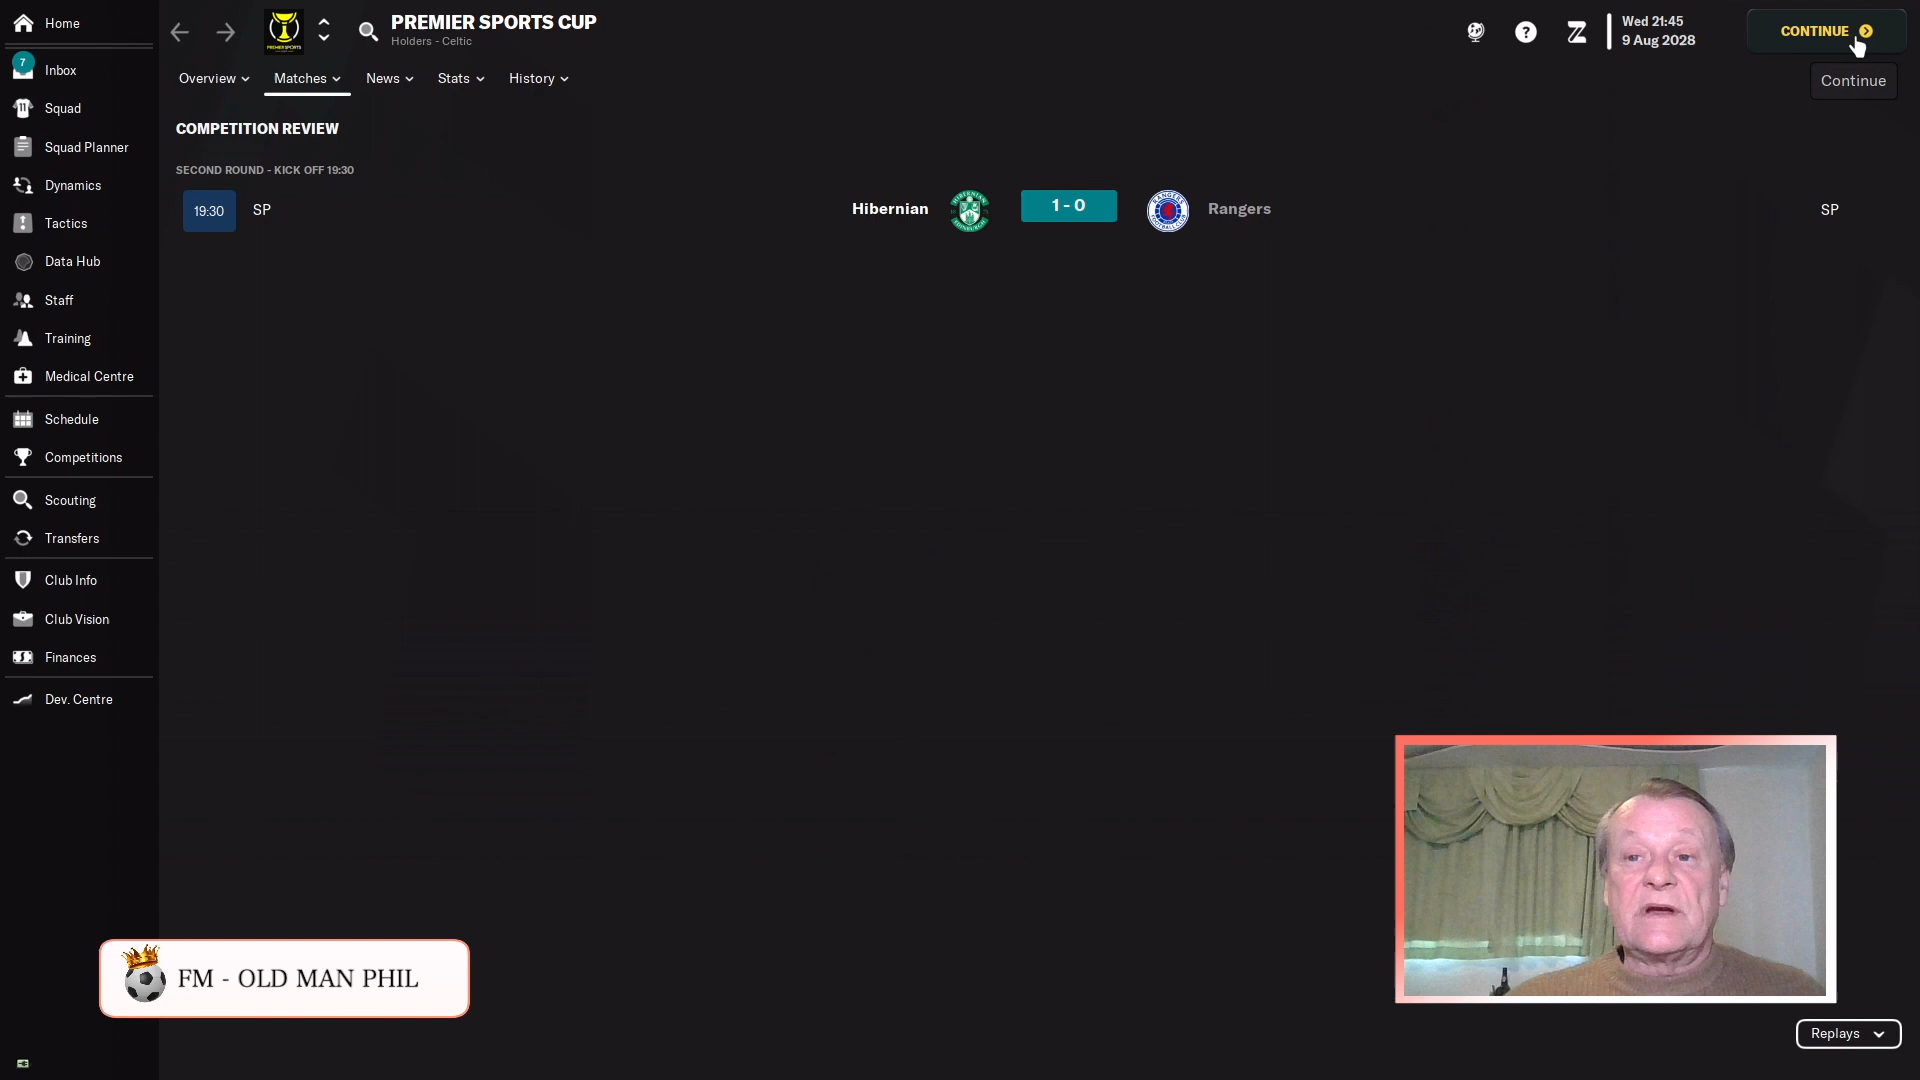 Home
7
Inbox
Squad
Squad Planner
Dynamics
Tactics
Data Hub
Staff
Training
Medical Centre
Schedule
Competitions
Scouting
Transfers
Club Info
Club Vision
Finances
Dev. Centre
PREMIER SPORTS CUP
Holders - Celtic
Wed 21:45
9 Aug 2028
CONTINUE
Continue
Overview
Matches
News
Stats
History
COMPETITION REVIEW
SECOND ROUND - KICK OFF 19:30
19:30
SP
Hibernian
1 - 0
Rangers
SP
FM - OLD MAN PHIL
Replays